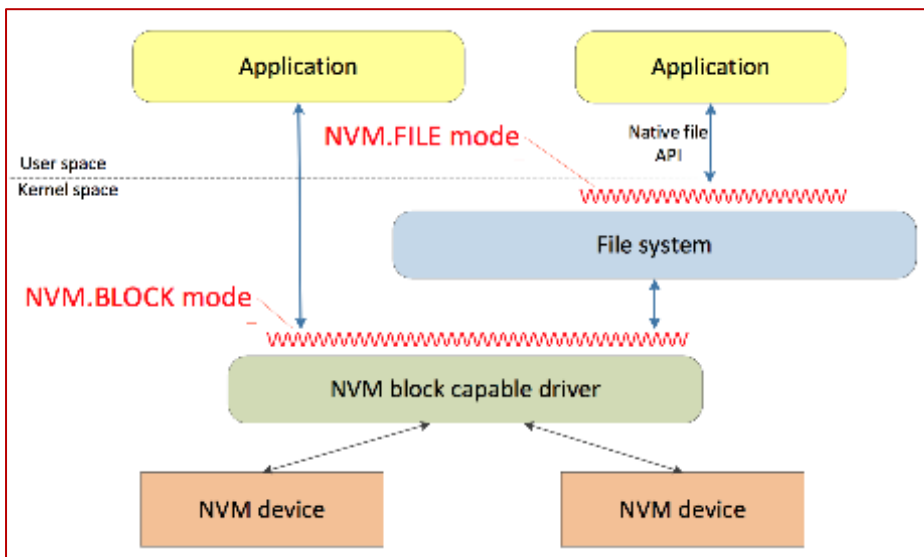 Application
Application
NVM.FILE mode
Native file
API
User space
Kernel space
File system
NVM.BLOCK mode
NVM block capable driver
NVM device
NVM device